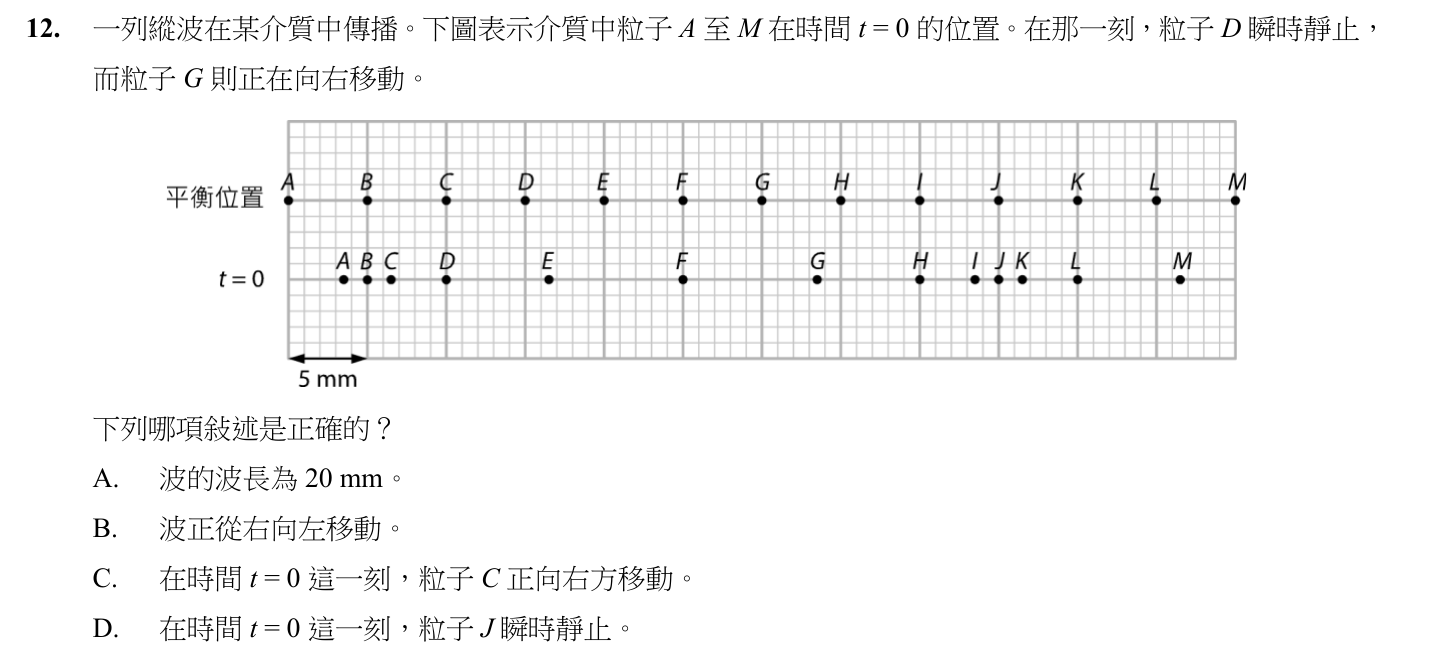 12. 一列縱波在某介質中傳播。下圖表示介質中粒子 A 至 M 在時間 t = 0 的位置。在那一刻，粒子 D 瞬時靜止，
而粒子 G 則正在向右移動。
A B C D E F G H I J K L M
平衡位置
A B C D E F G H I J K L M
t = 0
5 mm
下列哪項敍述是正確的？
A. 波的波長為 20 mm。
B. 波正從右向左移動。
C. 在時間 t = 0 這一刻，粒子 C 正向右方移動。
D. 在時間 t = 0 這一刻，粒子 J 瞬時靜止。